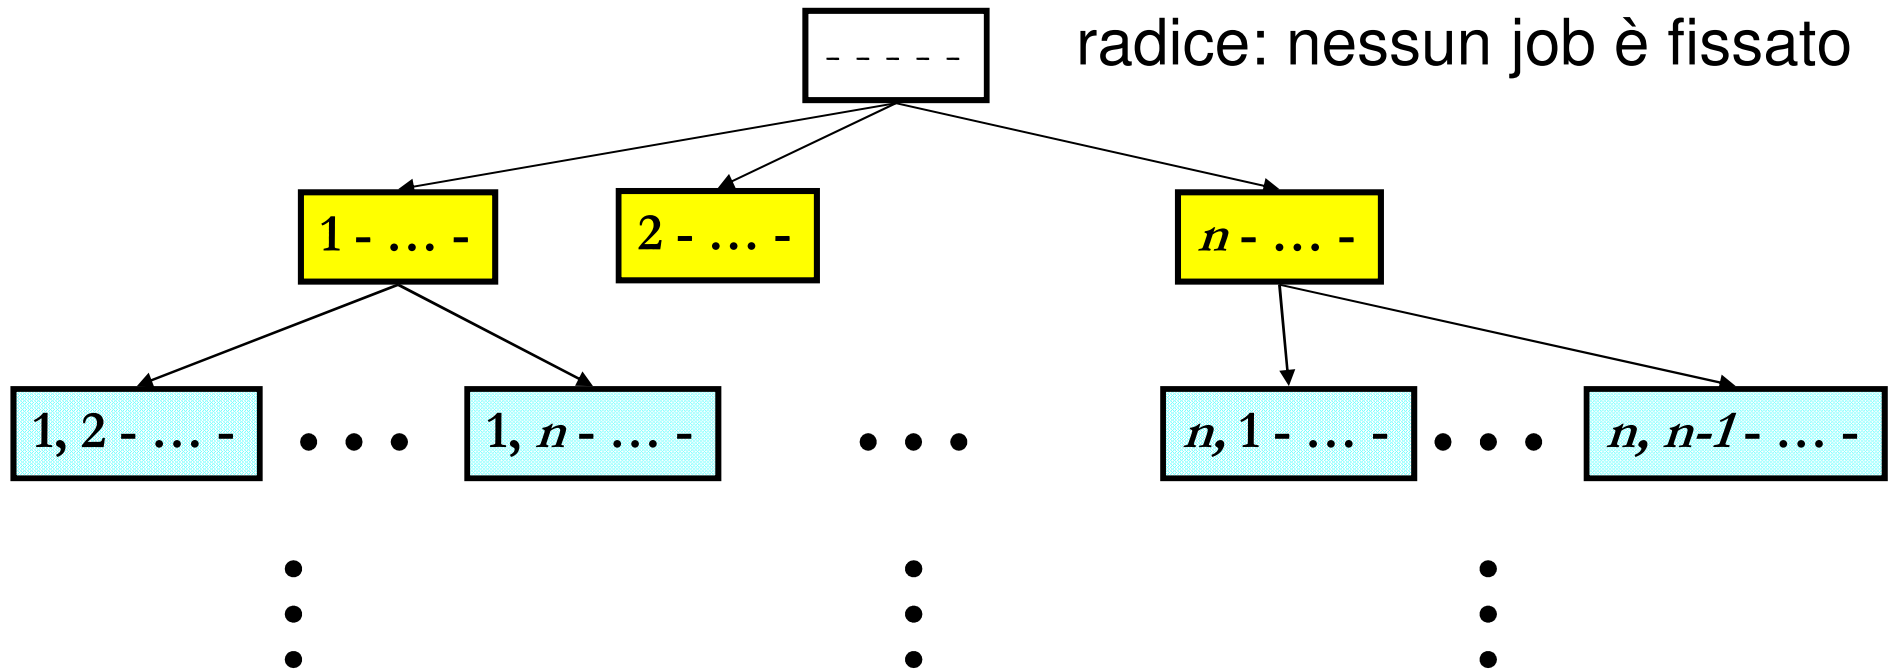 - - - - -
radice: nessun job è fissato
1 - … -
2 - … -
n - … -
1, 2 - … -
1, n - … -
n, 1 - … -
n, n-1 - … -